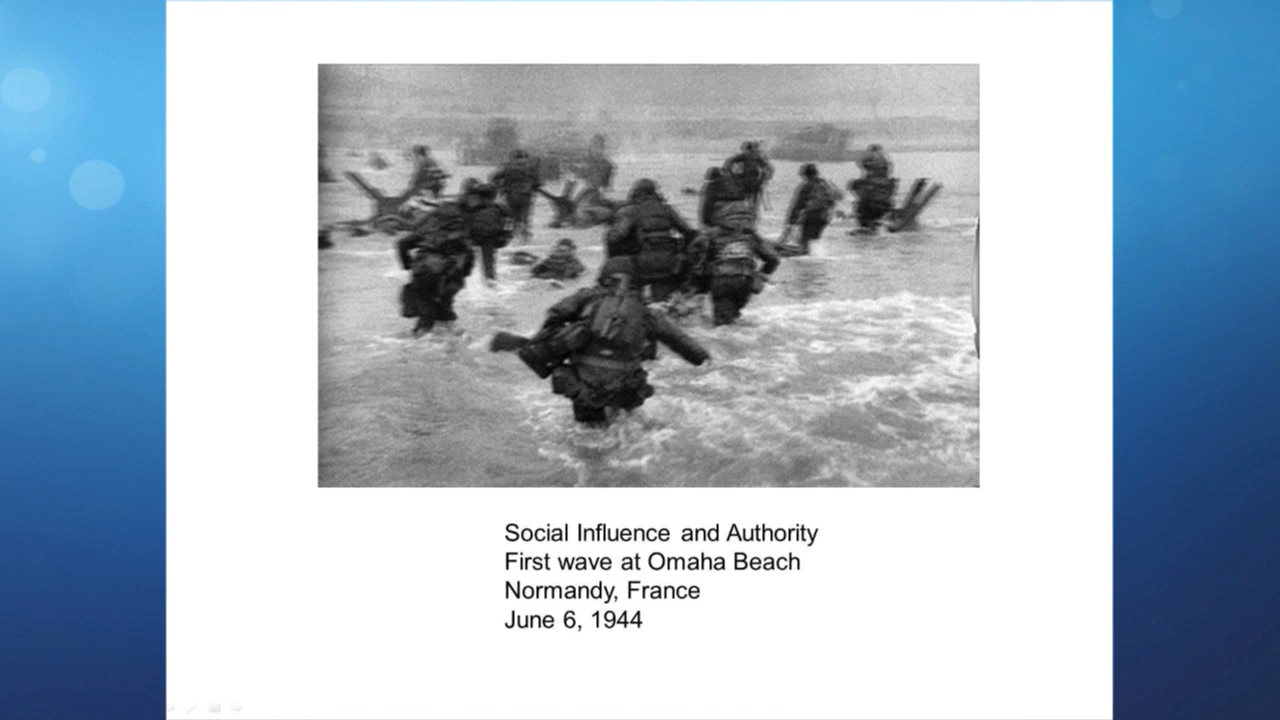 Social Influence and Authority
First wave at Omaha Beach
Normandy, France
June 6, 1944